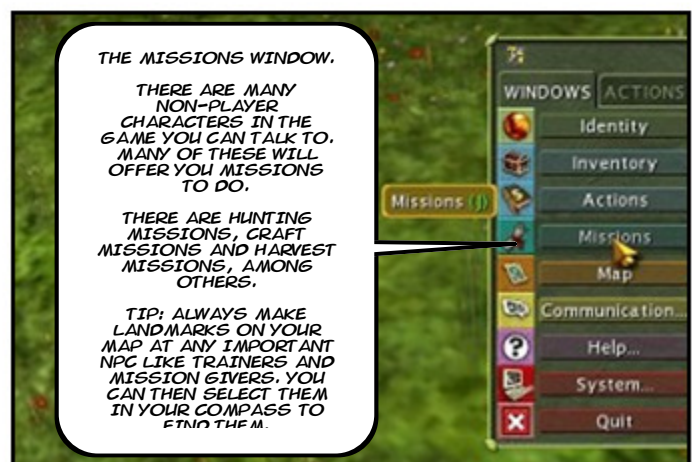 THE MISSIONS WINDOW.
THERE ARE MANY
NON-PLAYER
CHARACTERS IN THE
GAME YOU CAN TALK TO.
MANY OF THESE WILL
OFFER YOU MISSIONS
TO DO.
THERE ARE HUNTING
MISSIONS, CRAFT
MISSIONS AND HARVEST
MISSIONS, AMONG
OTHERS.
TIP: ALWAYS MAKE
LANDMARKS ON YOUR
MAP AT ANY IMPORTANT
NPC LIKE TRAINERS AND
MISSION GIVERS. YOU
CAN THEN SELECT THEM
IN YOUR COMPASS TO
FIND THEM.
WINDOWS ACTIONS
Identity
Inventory
Missions (J)
Actions
Missions
Map
Communication...
Help...
System...
Quit